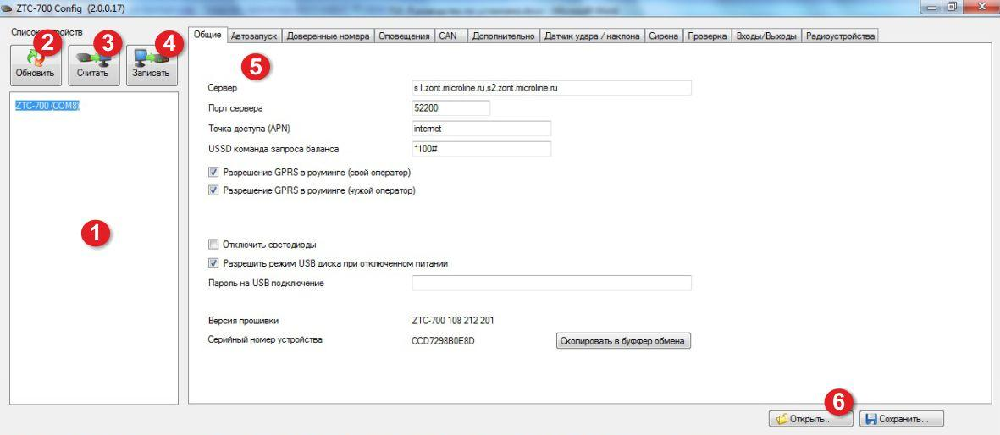 ZTC-700 Config (2.0.0.17)
Список устройств
2 3 4
Обновить Считать Записать
ZTC-700 (COM8)
1
Общие Автозапуск Доверенные номера Оповещения CAN Дополнительно Датчик удара / наклона Сирена Проверка Входы/Выходы Радиоустройства
5
Сервер s1.zont.microline.ru,s2.zont.microline.ru
Порт сервера 52200
Точка доступа (APN) internet
USSD команда запроса баланса *100#
Разрешение GPRS в роуминге (свой оператор)
Разрешение GPRS в роуминге (чужой оператор)
Отключить светодиоды
Разрешить режим USB диска при отключенном питании
Пароль на USB подключение
Версия прошивки ZTC-700 108 212 201
Серийный номер устройства CCD7298B0E8D Скопировать в буффер обмена
6
Открыть... Сохранить...